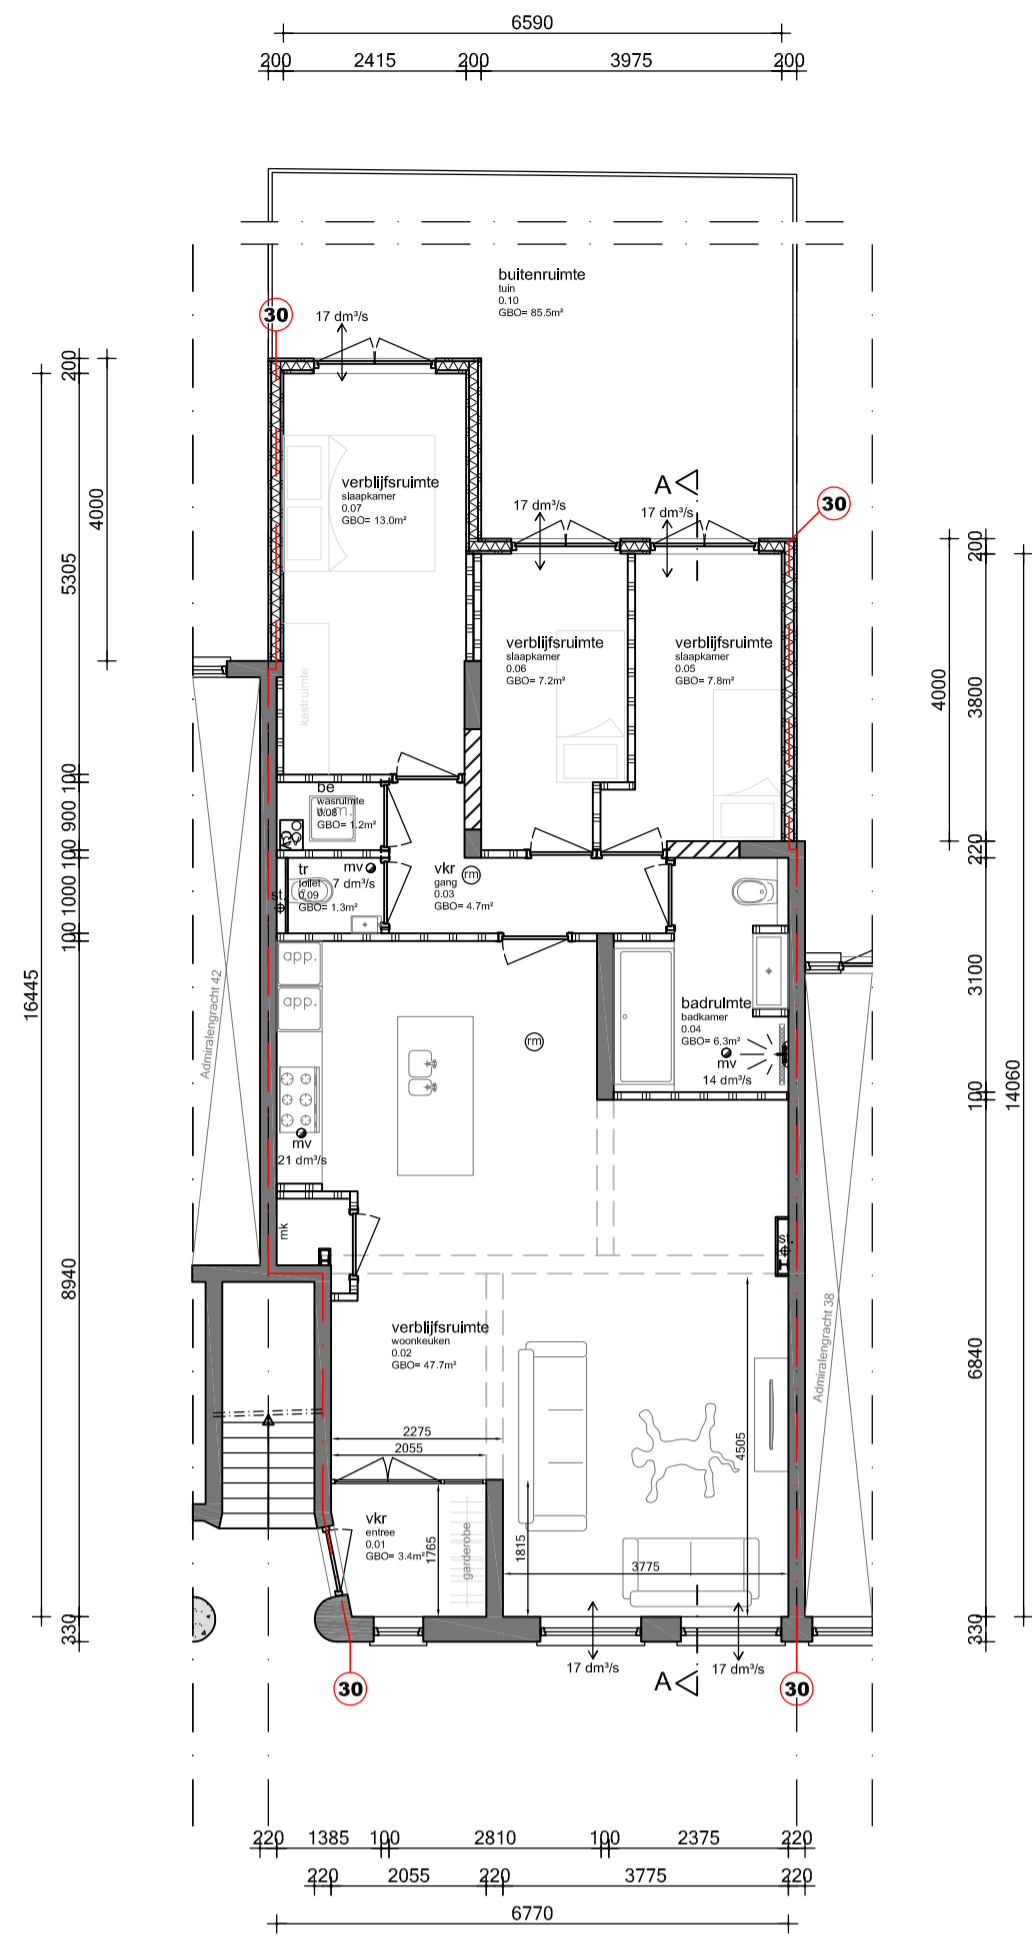 6590
200 2415 200 3975 200
buitenruimte
tuin
0.10
GBO= 85.5m²
30
17 dm³/s
200
4000
5305
verblijfsruimte
slaapkamer
0.07
GBO= 13.0m²
A
17 dm³/s
17 dm³/s
30
200
kastruimte
verblijfsruimte
slaapkamer
0.06
GBO= 7.2m²
verblijfsruimte
slaapkamer
0.05
GBO= 7.8m²
4000
3800
100
900
100
1000
100
be
wasruimte
0.08
GBO= 1.2m²
w.m.
tr
toilet
0.09
GBO= 1.3m²
mv
7 dm³/s
st.
vkr
gang
0.03
GBO= 4.7m²
rm
220
16445
Admiralengracht 42
app.
app.
rm
badruimte
badkamer
0.04
GBO= 6.3m²
mv
14 dm³/s
3100
100
14060
mv
21 dm³/s
mk
st.
8940
verblijfsruimte
woonkeuken
0.02
GBO= 47.7m²
Admiralengracht 38
6840
2275
2055
4505
vkr
entree
0.01
GBO= 3.4m²
1765
garderobe
1815
3775
330
330
17 dm³/s
17 dm³/s
A
30
30
220 1385 100 2810 100 2375 220
220 2055 220 3775 220
6770